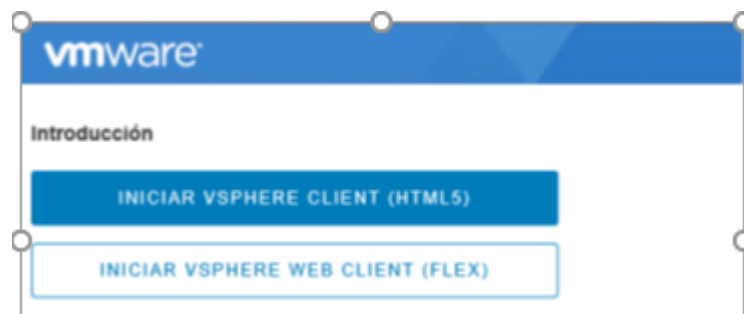 vmware
Introducción
INICIAR VSPHERE CLIENT (HTML5)
INICIAR VSPHERE WEB CLIENT (FLEX)